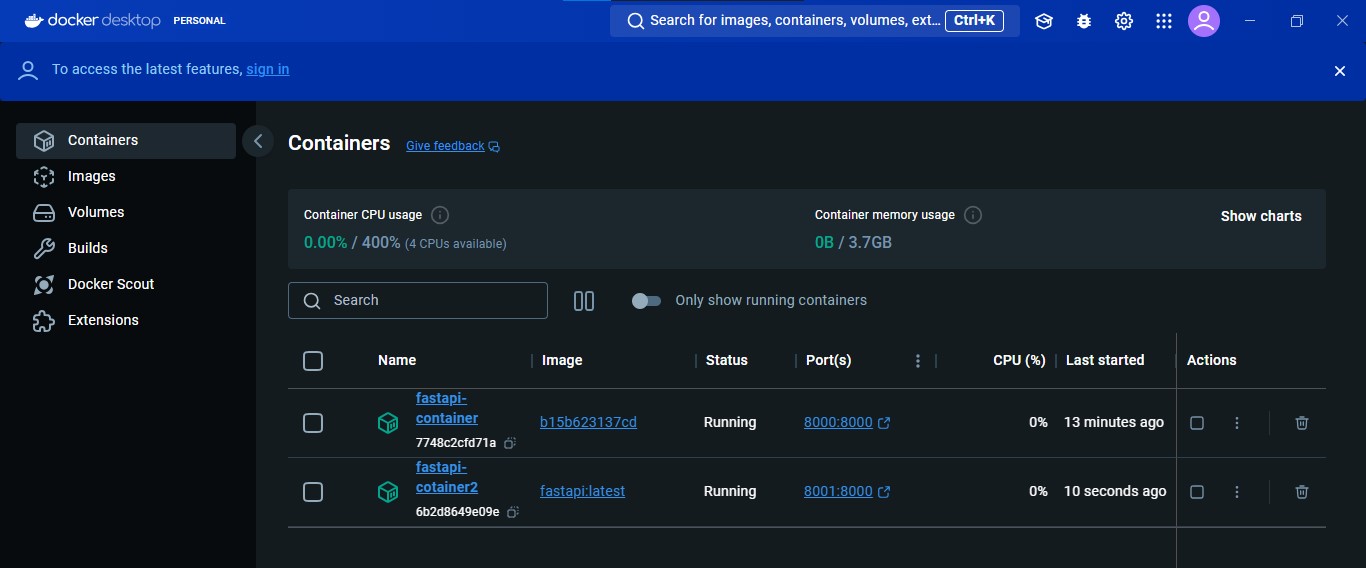 docker desktop PERSONAL
Search for images, containers, volumes, ext... Ctrl+K
To access the latest features, sign in
Containers
Images
Volumes
Builds
Docker Scout
Extensions
Containers Give feedback
Container CPU usage
0.00% / 400% (4 CPUs available)
Container memory usage
0B / 3.7GB
Show charts
Search
Only show running containers
Name Image Status Port(s) CPU (%) Last started Actions
fastapi-
container
7748c2cfd71a
b15b623137cd Running 8000:8000 0% 13 minutes ago
fastapi-
cotainer2
6b2d8649e09e
fastapi:latest Running 8001:8000 0% 10 seconds ago